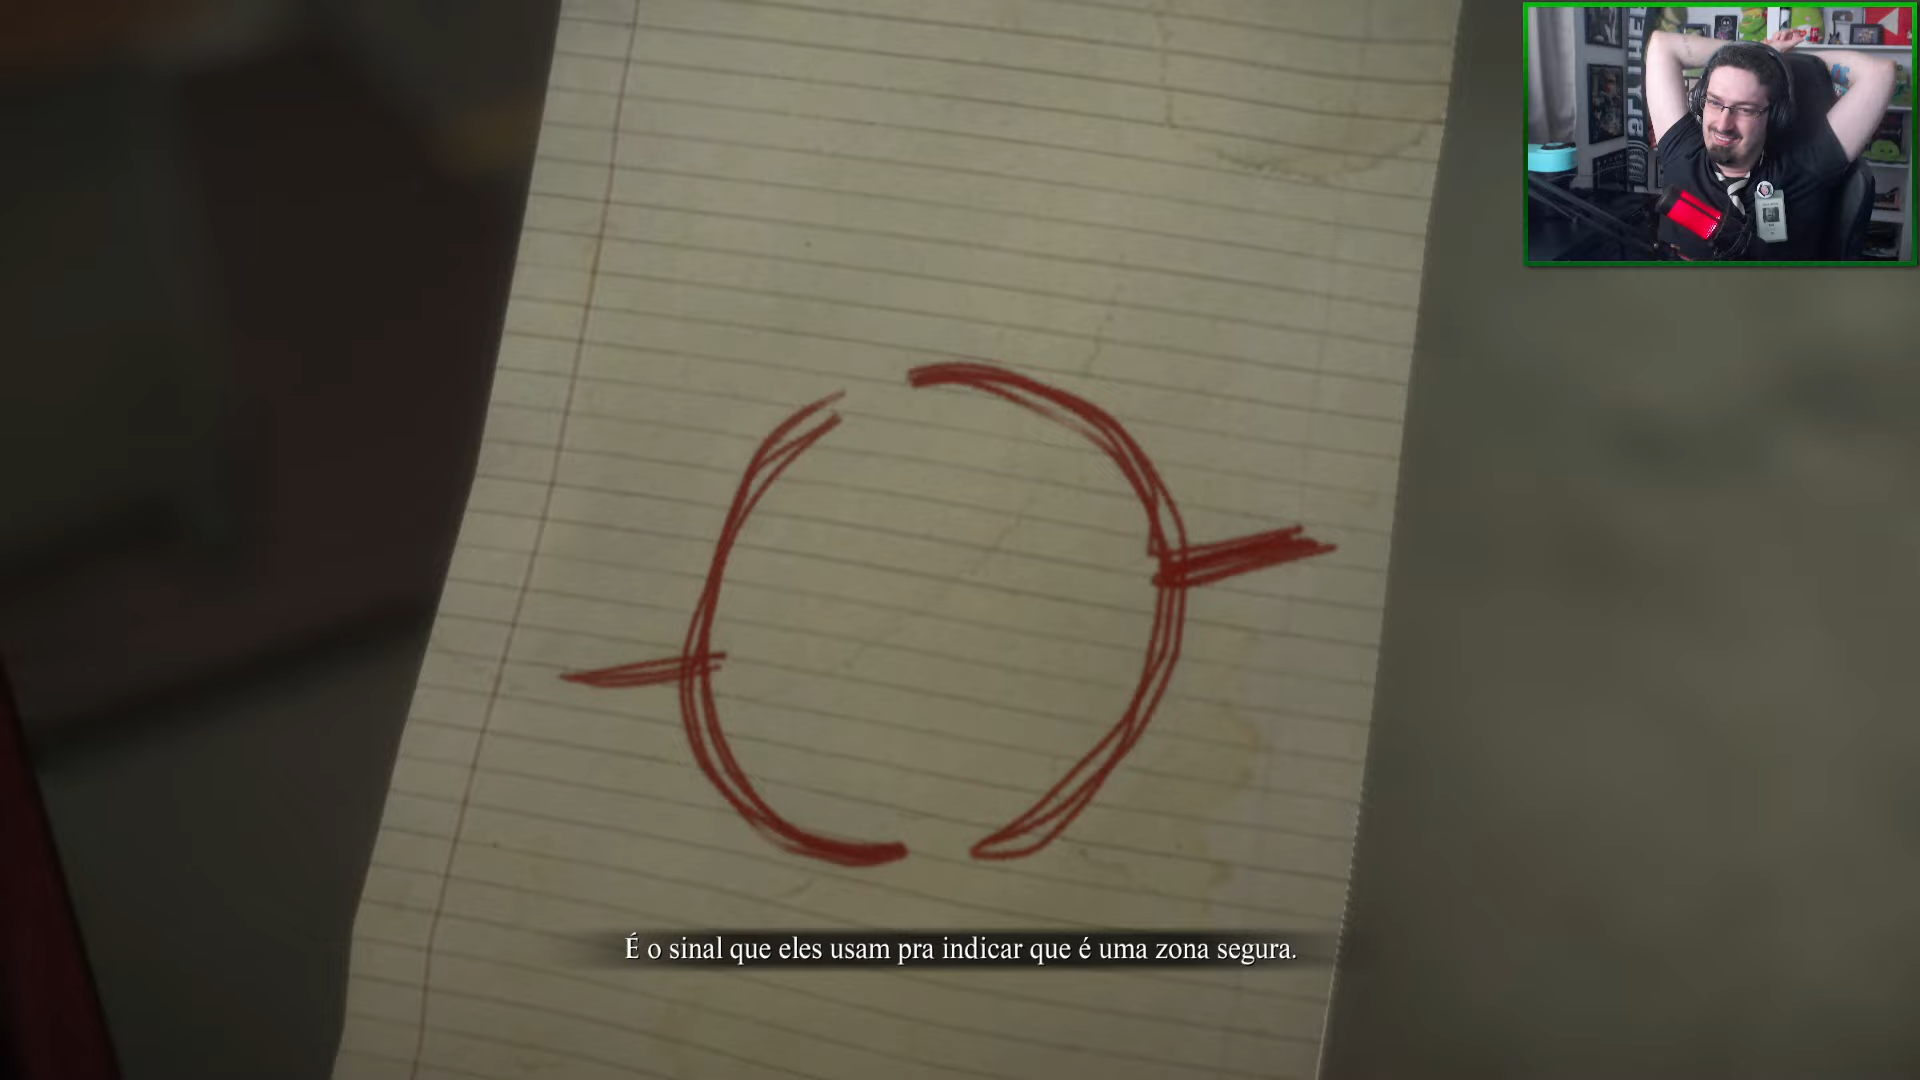 É o sinal que eles usam pra indicar que é uma zona segura.